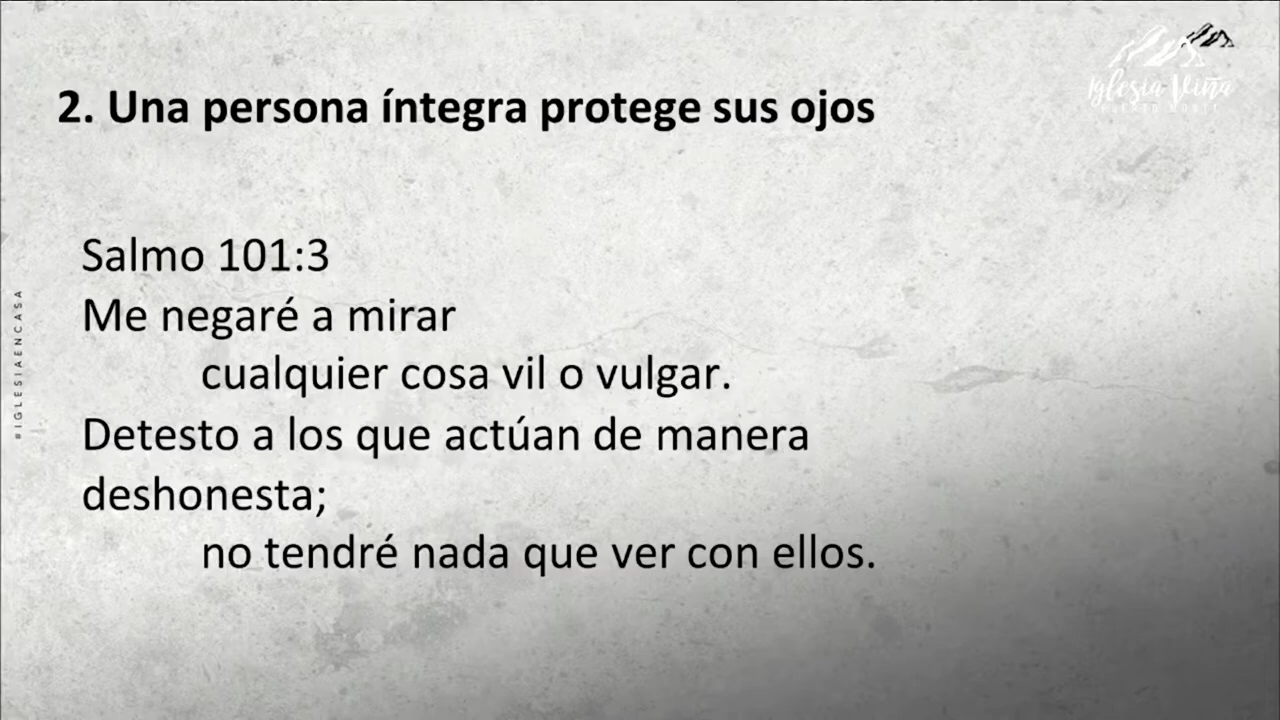 Iglesia Viña
2. Una persona íntegra protege sus ojos
Salmo 101:3
Me negaré a mirar
cualquier cosa vil o vulgar.
Detesto a los que actúan de manera
deshonesta;
no tendré nada que ver con ellos.
#IGLESIAENCASA